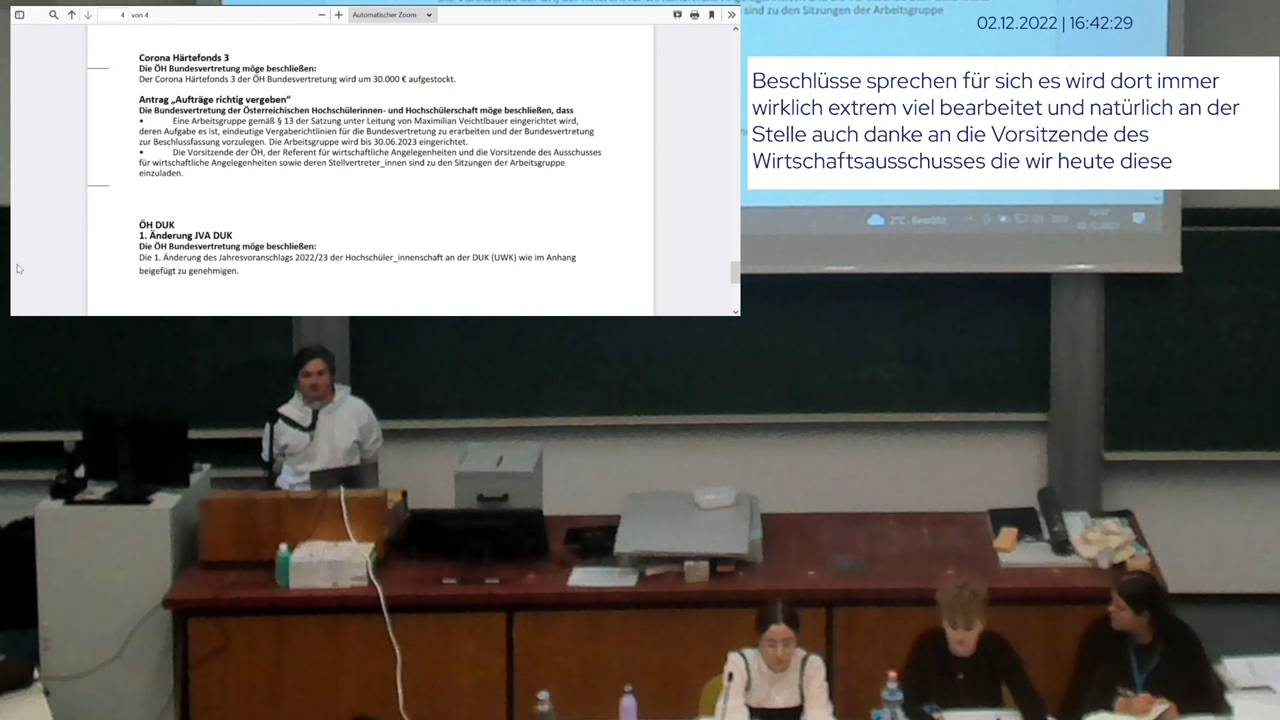 4 von 4
Automatischer Zoom
Corona Härtefonds 3
Die ÖH Bundesvertretung möge beschließen:
Der Corona Härtefonds 3 der ÖH Bundesvertretung wird um 30.000 € aufgestockt.
Antrag „Aufträge richtig vergeben“
Die Bundesvertretung der Österreichischen Hochschülerinnen- und Hochschülerschaft möge beschließen, dass
• Eine Arbeitsgruppe gemäß § 13 der Satzung unter Leitung von Maximilian Veichtlbauer eingerichtet wird,
deren Aufgabe es ist, eindeutige Vergaberichtlinien für die Bundesvertretung zu erarbeiten und der Bundesvertretung
zur Beschlussfassung vorzulegen. Die Arbeitsgruppe wird bis 30.06.2023 eingerichtet.
• Die Vorsitzende der ÖH, der Referent für wirtschaftliche Angelegenheiten und die Vorsitzende des Ausschusses
für wirtschaftliche Angelegenheiten sowie deren Stellvertreter_innen sind zu den Sitzungen der Arbeitsgruppe
einzuladen.
ÖH DUK
1. Änderung JVA DUK
Die ÖH Bundesvertretung möge beschließen:
Die 1. Änderung des Jahresvoranschlags 2022/23 der Hochschüler_innenschaft an der DUK (UWK) wie im Anhang
beigefügt zu genehmigen.
sind zu den Sitzungen der Arbeitsgruppe
02.12.2022 | 16:42:29
Beschlüsse sprechen für sich es wird dort immer
wirklich extrem viel bearbeitet und natürlich an der
Stelle auch danke an die Vorsitzende des
Wirtschaftsausschusses die wir heute diese
2°C